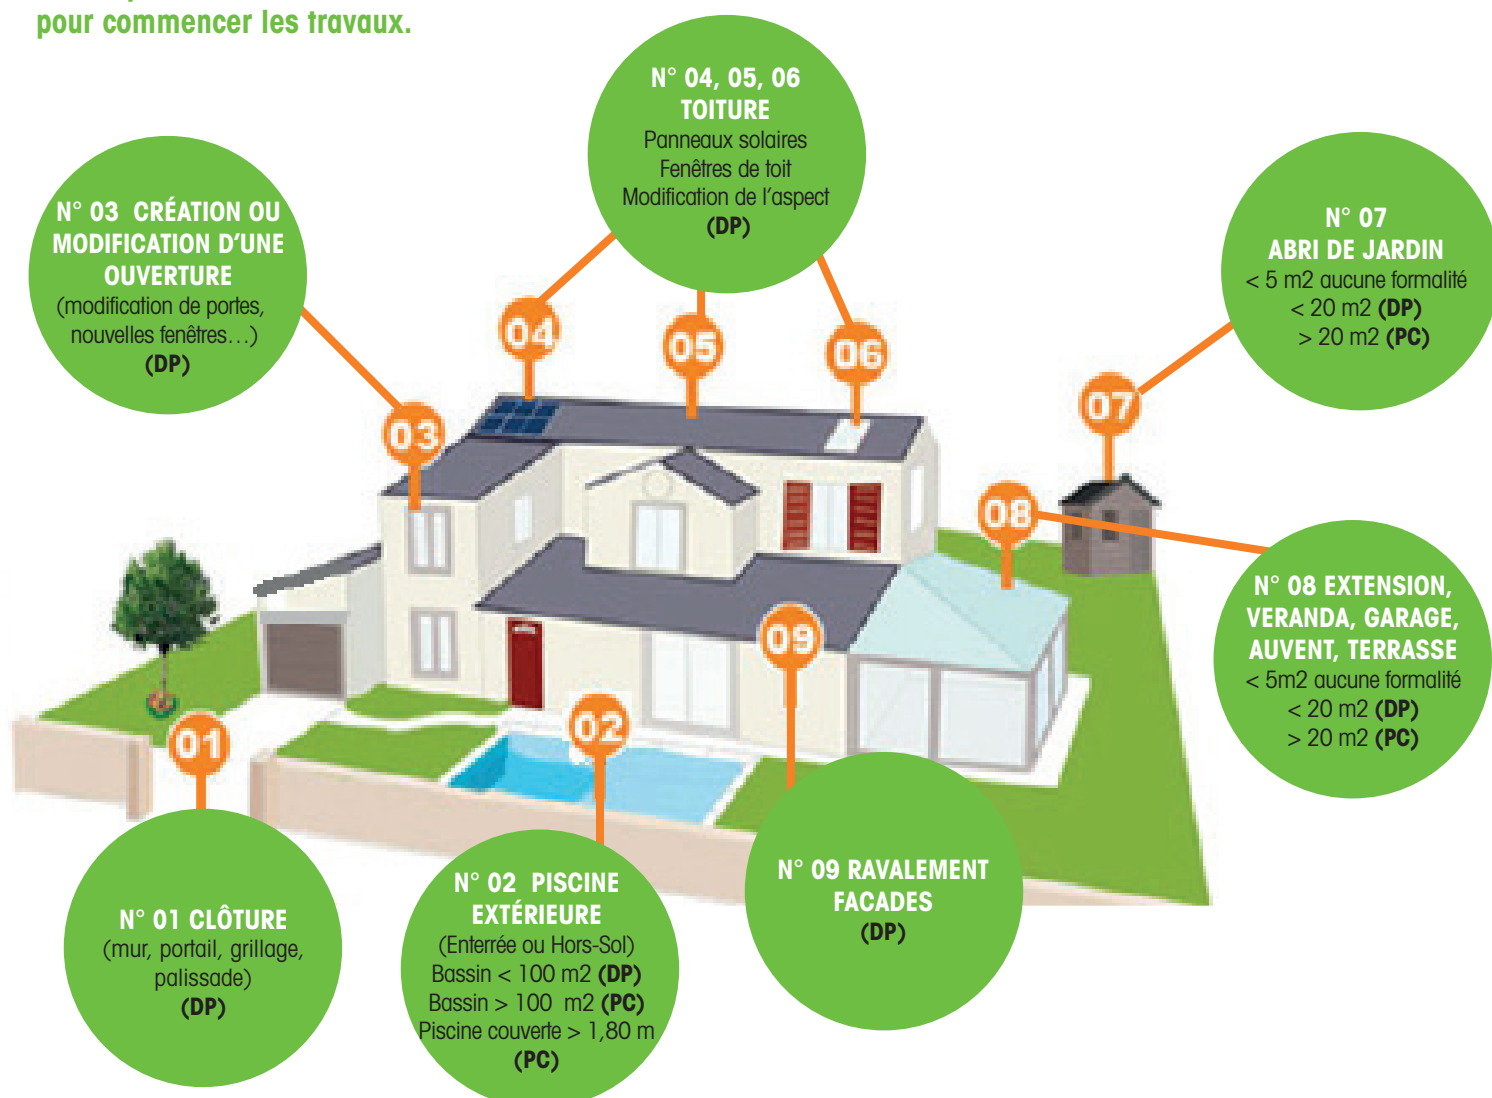 pour commencer les travaux.
N° 04, 05, 06
TOITURE
Panneaux solaires
Fenêtres de toit
Modification de l'aspect
(DP)
N° 03 CRÉATION OU
MODIFICATION D'UNE
OUVERTURE
(modification de portes,
nouvelles fenêtres…)
(DP)
N° 07
ABRI DE JARDIN
< 5 m2 aucune formalité
< 20 m2 (DP)
> 20 m2 (PC)
04
05
06
07
03
08
N° 08 EXTENSION,
VERANDA, GARAGE,
AUVENT, TERRASSE
< 5m2 aucune formalité
< 20 m2 (DP)
> 20 m2 (PC)
09
02
01
N° 01 CLÔTURE
(mur, portail, grillage,
palissade)
(DP)
N° 02 PISCINE
EXTÉRIEURE
(Enterrée ou Hors-Sol)
Bassin < 100 m2 (DP)
Bassin > 100 m2 (PC)
Piscine couverte > 1,80 m
(PC)
N° 09 RAVALEMENT
FACADES
(DP)